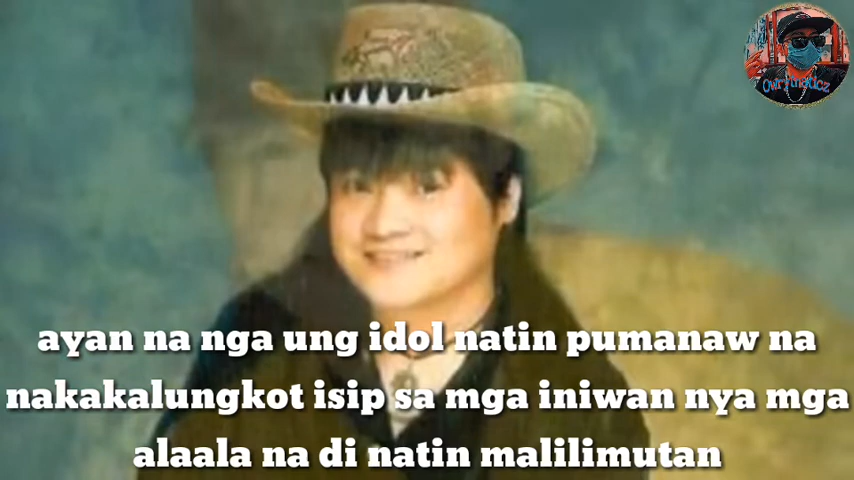 ayan na nga ung idol natin pumanaw na
nakakalungkot isip sa mga iniwan nya mga
alaala na di natin malilimutan